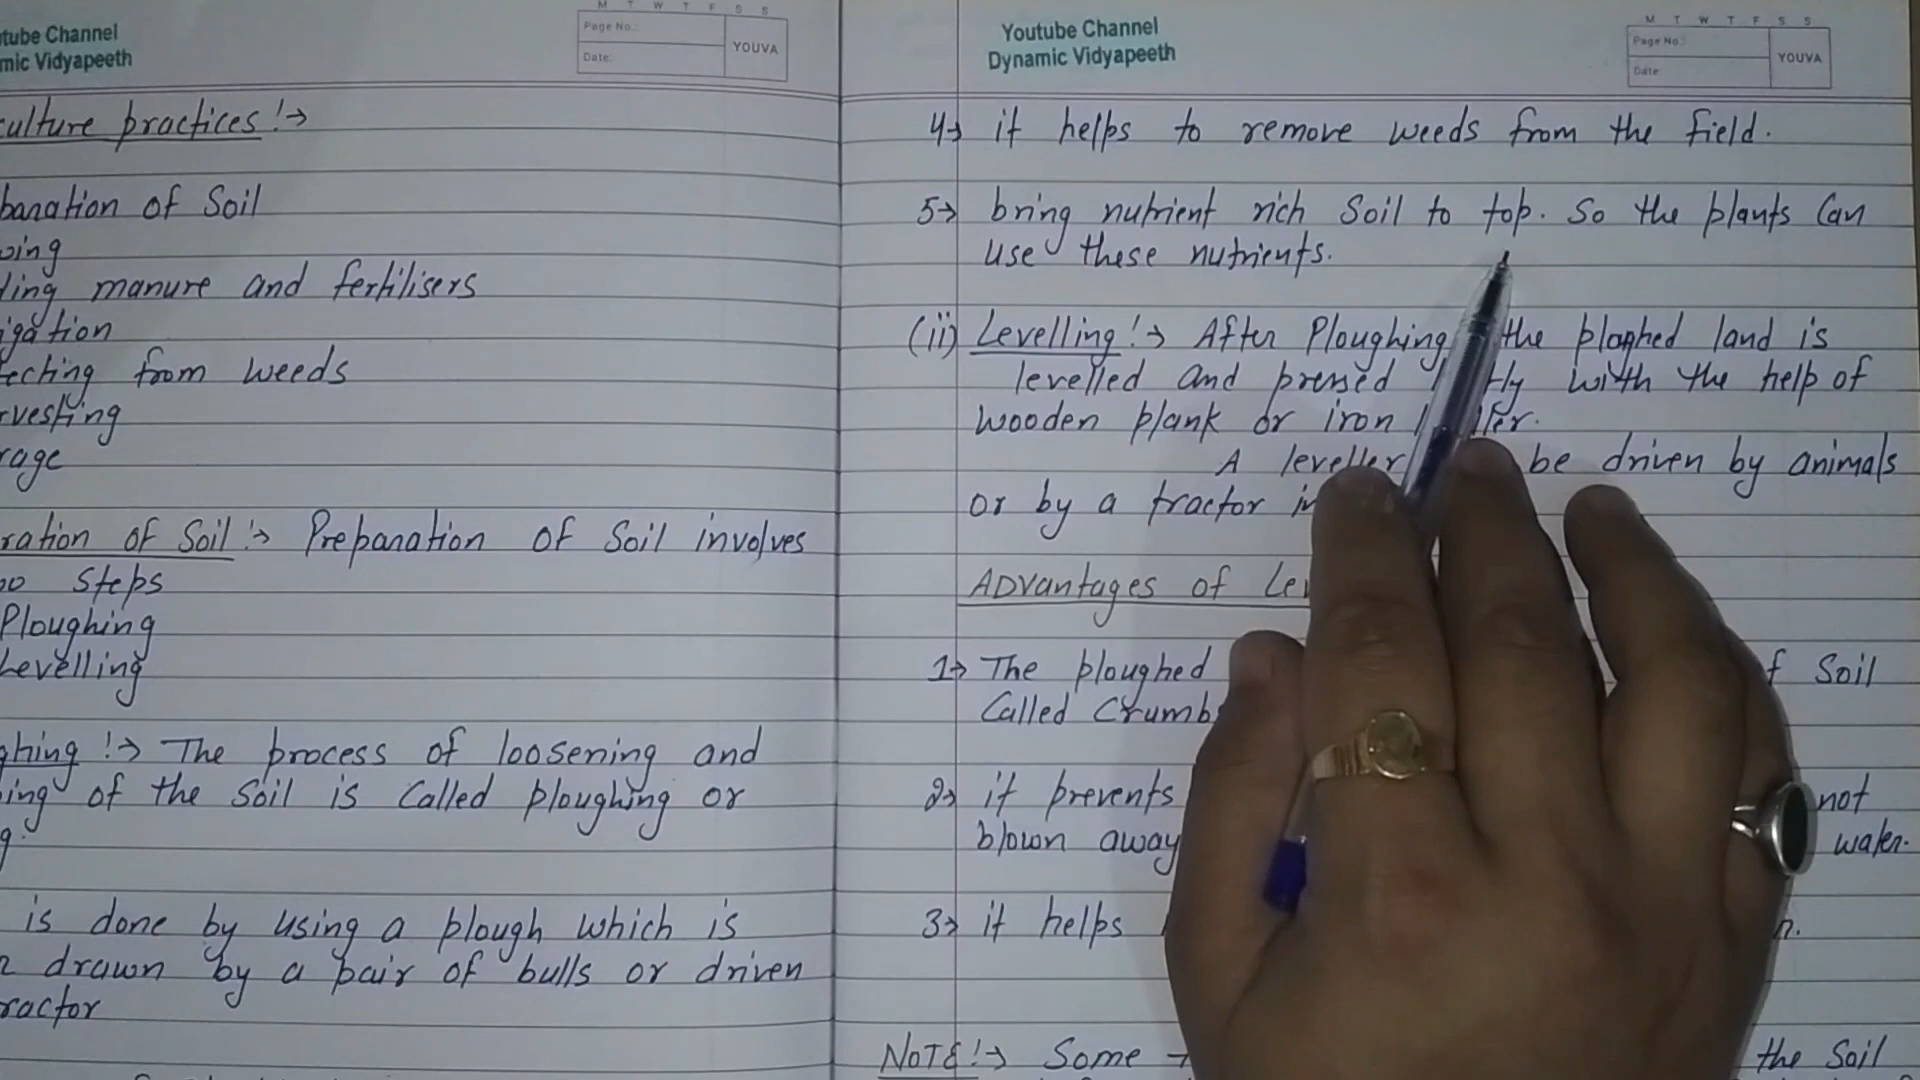 tube Channel
mic Vidyapeeth
M T W T F S S
Page No.:
Date:
YOUVA
culture practices !→
paration of Soil
wing
ding manure and fertilisers
igation
tecting from weeds
rvesting
rage
ration of Soil :→ Preparation of Soil involves
wo Steps
Ploughing
Levelling
ghing !→ The process of loosening and
ing of the Soil is Called ploughing or
g.
is done by using a plough which is
n drawn by a pair of bulls or driven
ractor
Youtube Channel
Dynamic Vidyapeeth
M T W T F S S
Page No.:
Date:
YOUVA
4→ it helps to remove weeds from the field.
5→ bring nutrient rich Soil to top. So the plants Can
use these nutrients.
(ii) Levelling !→ After Ploughing the ploghed land is
levelled and pressed tly with the help of
wooden plank or iron
A leveller be driven by animals
or by a tractor
ADvantages of Lev
1→ The ploughed f Soil
Called Crumbs
2→ it prevents not
blown away water.
3→ it helps n.
NOTE !→ Some the Soil